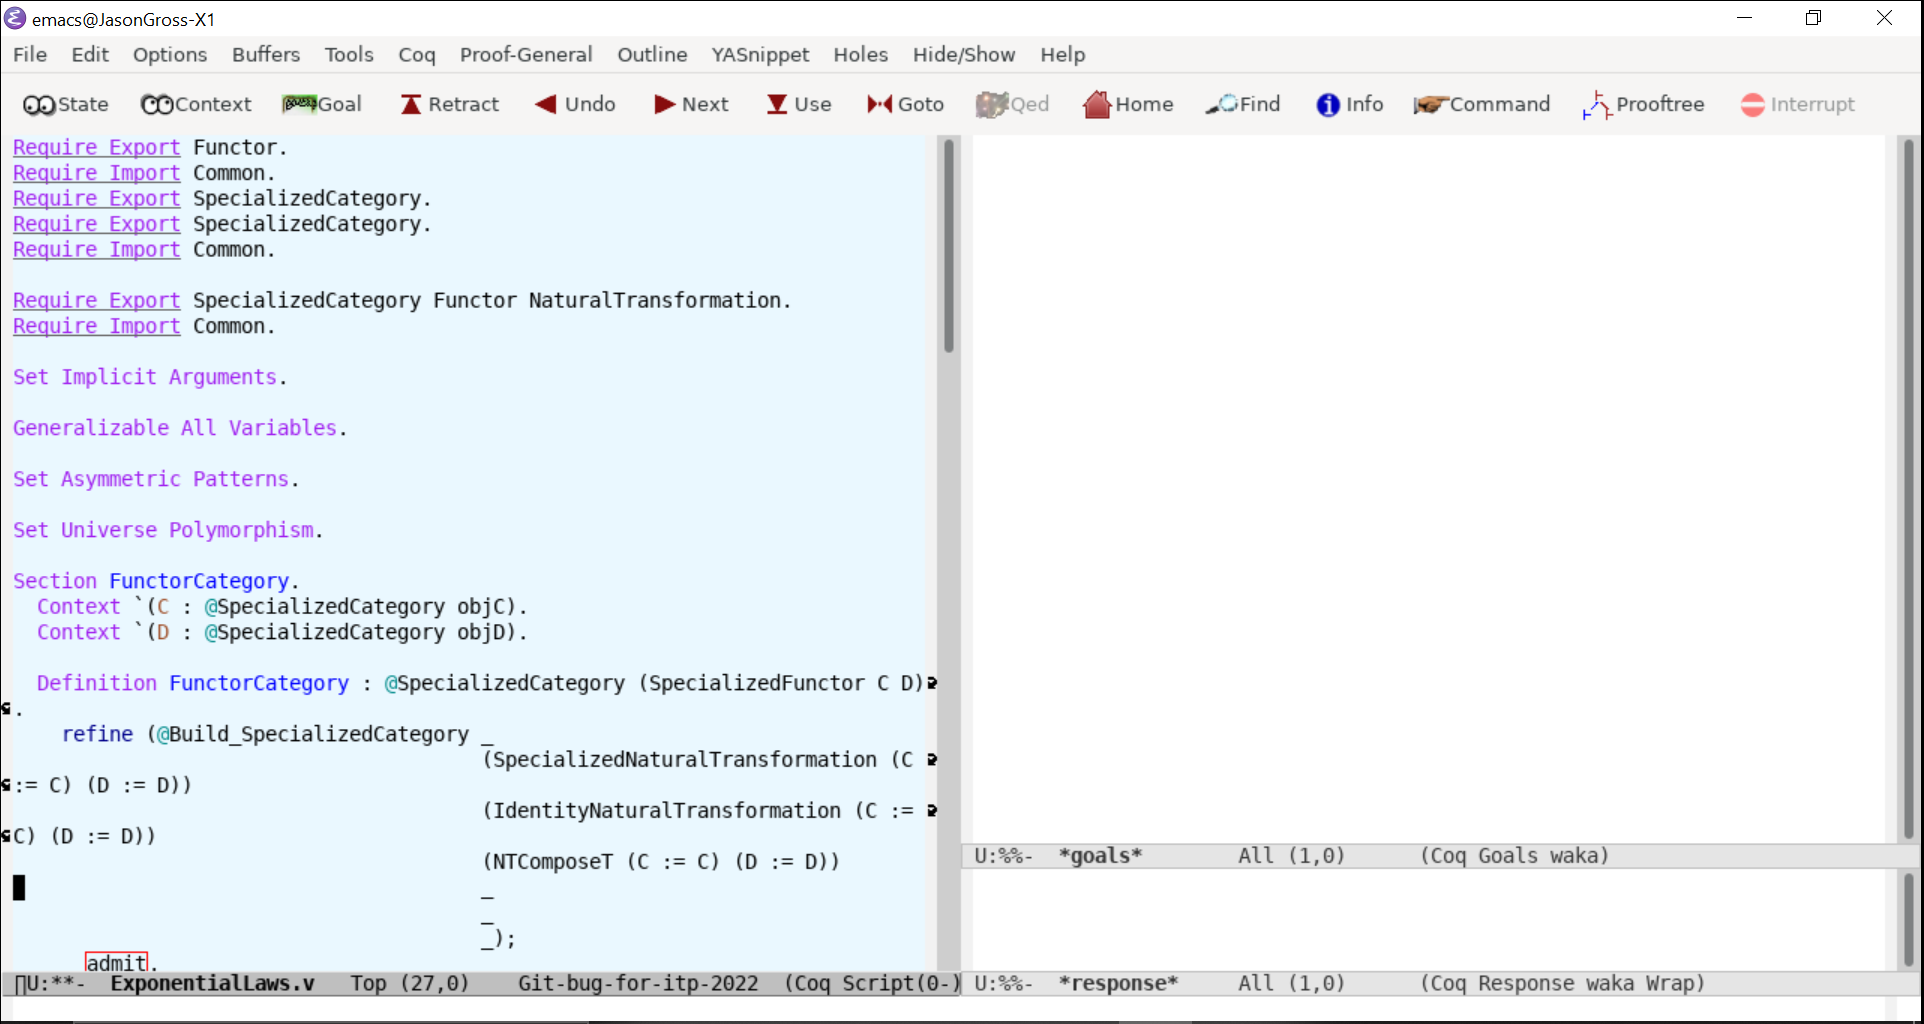 emacs@JasonGross-X1
File Edit Options Buffers Tools Coq Proof-General Outline YASnippet Holes Hide/Show Help
State Context Goal Retract Undo Next Use Goto Qed Home Find Info Command Prooftree Interrupt
Require Export Functor.
Require Import Common.
Require Export SpecializedCategory.
Require Export SpecializedCategory.
Require Import Common.
Require Export SpecializedCategory Functor NaturalTransformation.
Require Import Common.
Set Implicit Arguments.
Generalizable All Variables.
Set Asymmetric Patterns.
Set Universe Polymorphism.
Section FunctorCategory.
Context `(C : @SpecializedCategory objC).
Context `(D : @SpecializedCategory objD).
Definition FunctorCategory : @SpecializedCategory (SpecializedFunctor C D)
.
refine (@Build_SpecializedCategory _
(SpecializedNaturalTransformation (C
:= C) (D := D))
(IdentityNaturalTransformation (C :=
C) (D := D))
(NTComposeT (C := C) (D := D))
_
_
_);
admit.
U:**- ExponentialLaws.v Top (27,0) Git-bug-for-itp-2022 (Coq Script(0-)
U:%%- *goals* All (1,0) (Coq Goals waka)
U:%%- *response* All (1,0) (Coq Response waka Wrap)